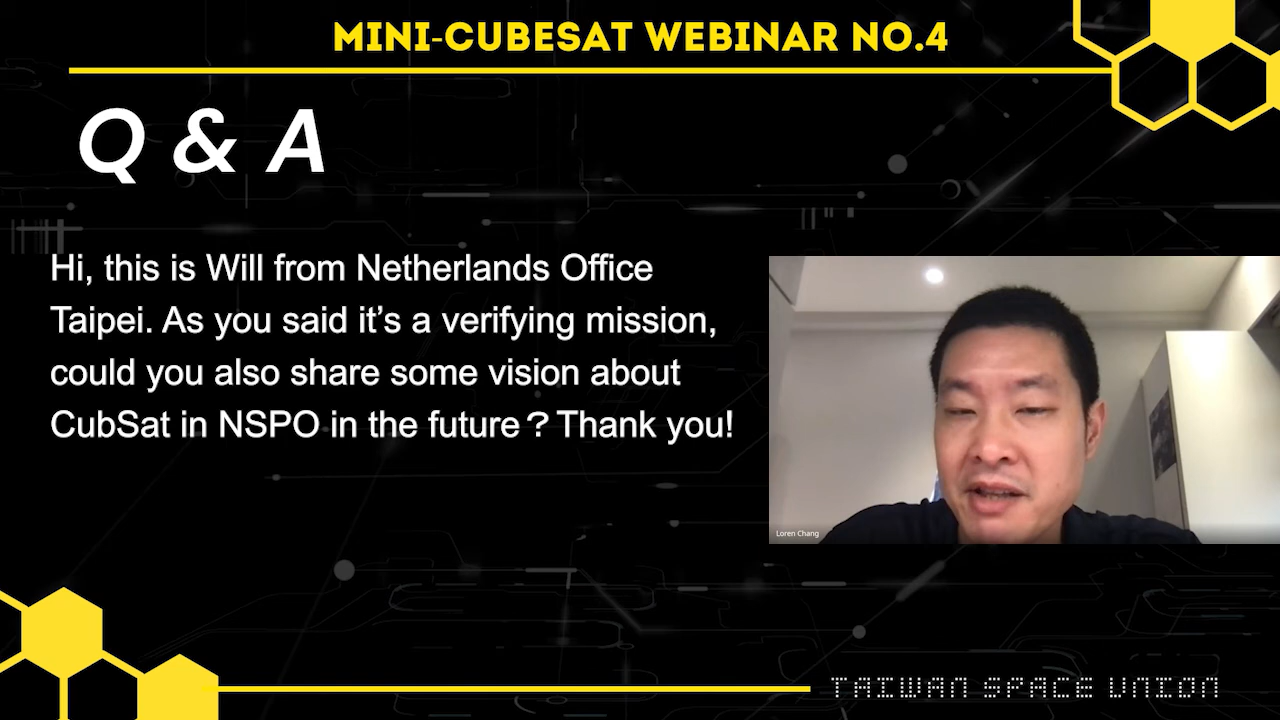 MINI-CUBESAT WEBINAR NO.4
Q & A
Hi, this is Will from Netherlands Office
Taipei. As you said it’s a verifying mission,
could you also share some vision about
CubSat in NSPO in the future？Thank you!
Loren Chang
TAIWAN SPACE UNION